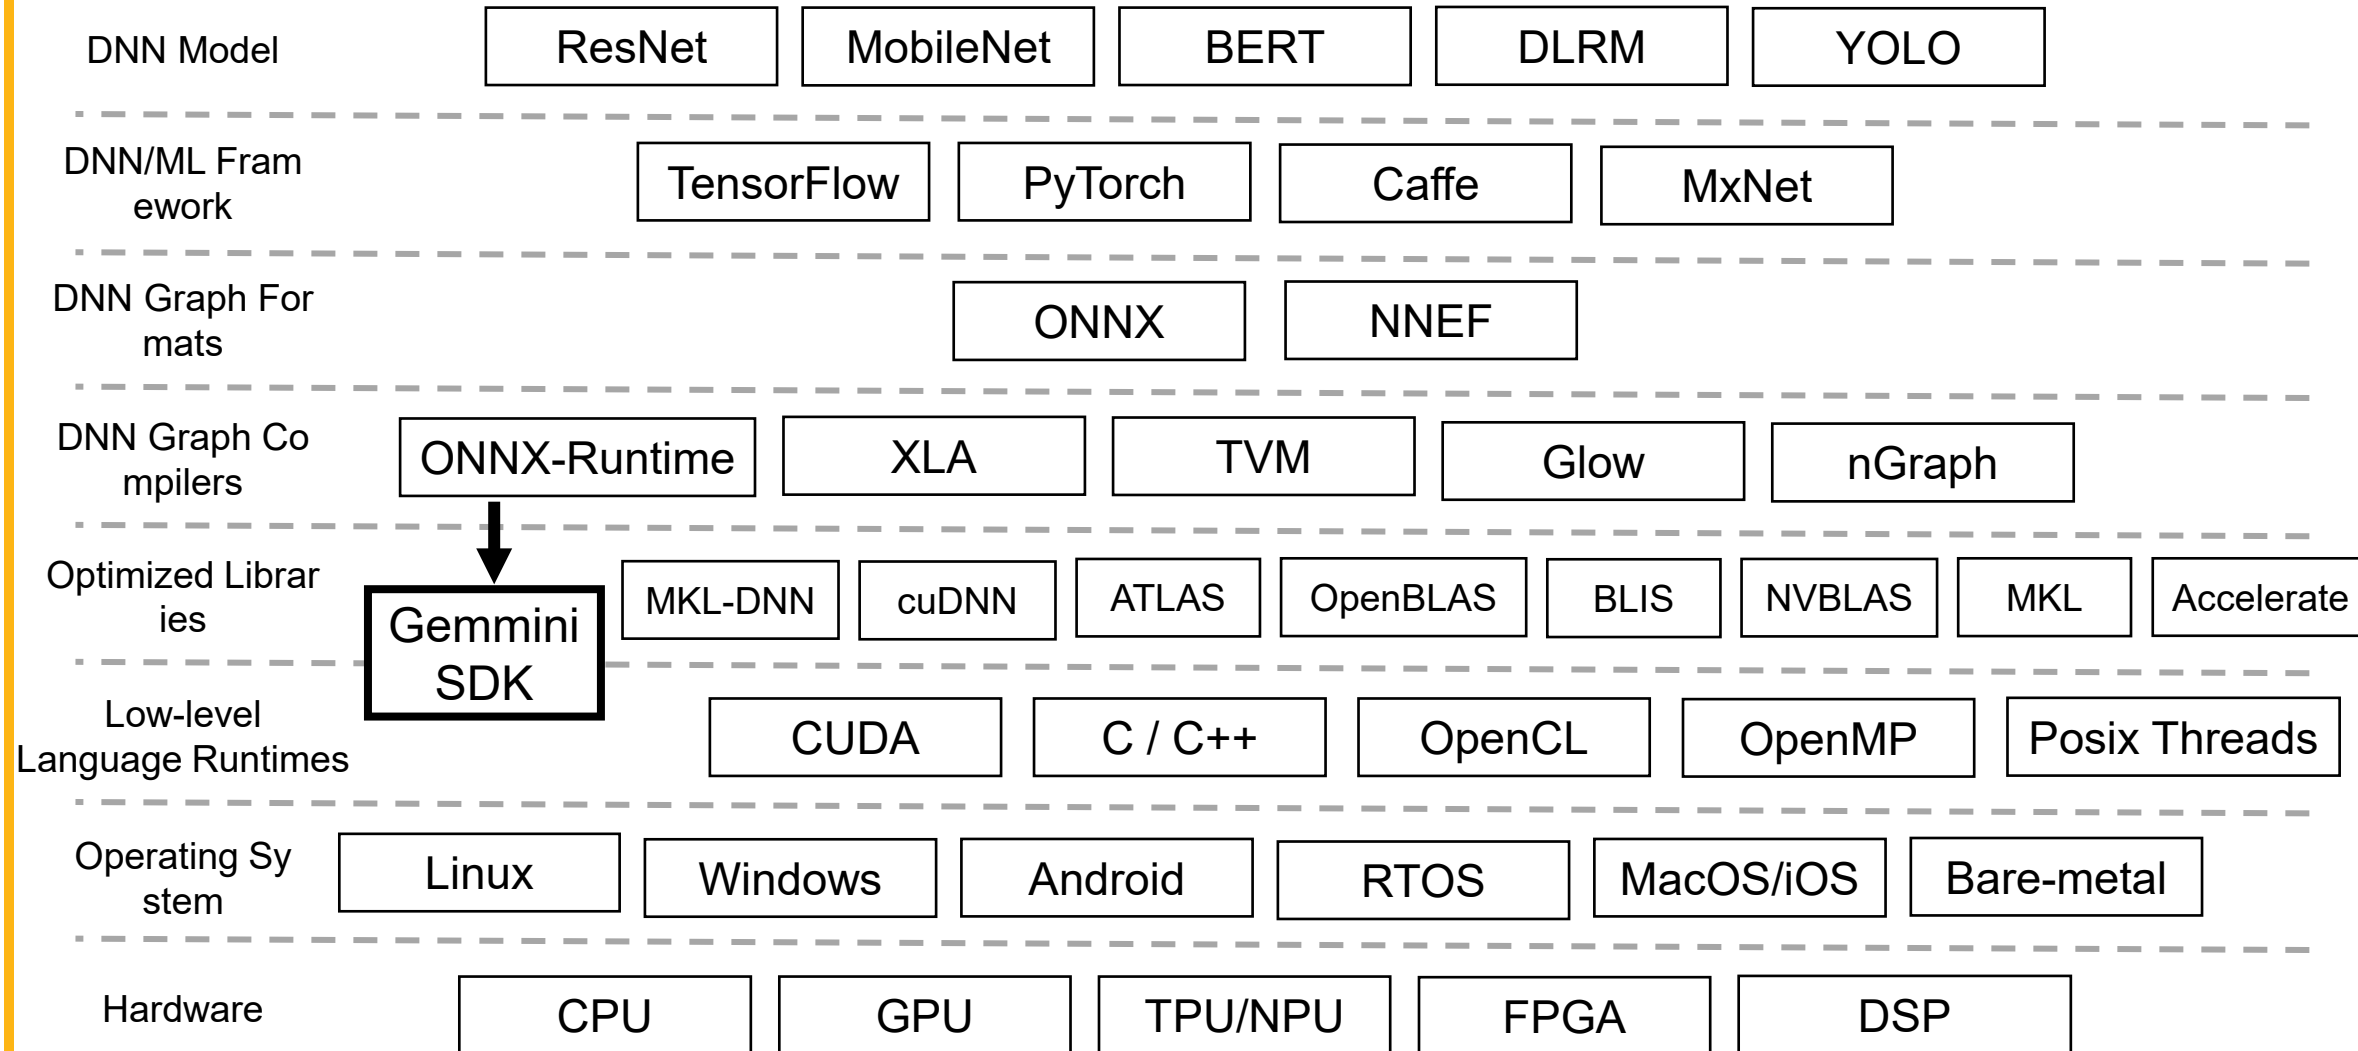 DNN Model
ResNet
MobileNet
BERT
DLRM
YOLO
DNN/ML Fram
ework
TensorFlow
PyTorch
Caffe
MxNet
DNN Graph For
mats
ONNX
NNEF
DNN Graph Co
mpilers
ONNX-Runtime
XLA
TVM
Glow
nGraph
Optimized Librar
ies
Gemmini
SDK
MKL-DNN
cuDNN
ATLAS
OpenBLAS
BLIS
NVBLAS
MKL
Accelerate
Low-level
Language Runtimes
CUDA
C / C++
OpenCL
OpenMP
Posix Threads
Operating Sy
stem
Linux
Windows
Android
RTOS
MacOS/iOS
Bare-metal
Hardware
CPU
GPU
TPU/NPU
FPGA
DSP